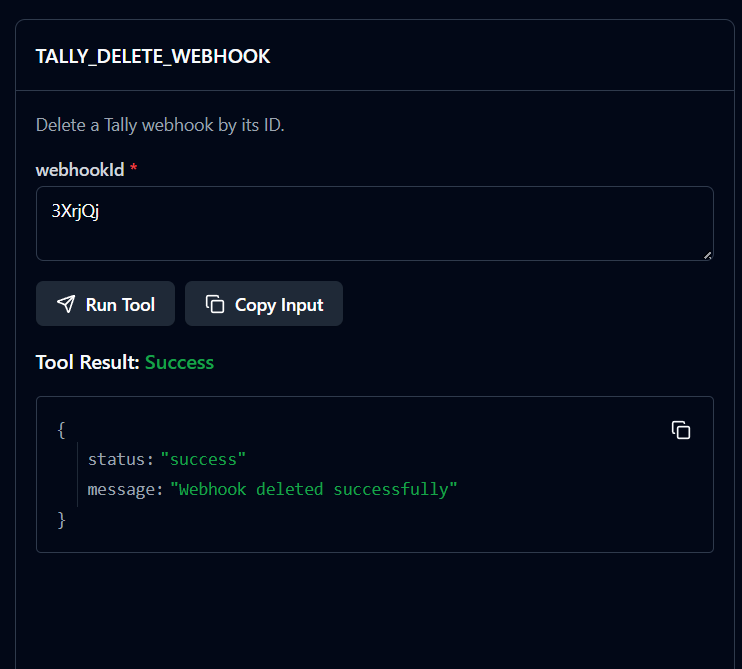 TALLY_DELETE_WEBHOOK
Delete a Tally webhook by its ID.
webhookId *
3XrjQj
Run Tool
Copy Input
Tool Result: Success
{
status: "success"
message: "Webhook deleted successfully"
}